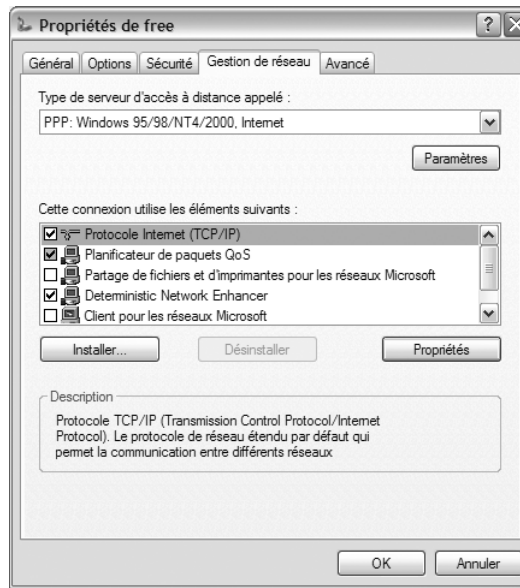 Propriétés de free
Général Options Sécurité Gestion de réseau Avancé
Type de serveur d'accès à distance appelé :
PPP: Windows 95/98/NT4/2000, Internet
Paramètres
Cette connexion utilise les éléments suivants :
Protocole Internet (TCP/IP)
Planificateur de paquets QoS
Partage de fichiers et d'imprimantes pour les réseaux Microsoft
Deterministic Network Enhancer
Client pour les réseaux Microsoft
Installer... Désinstaller Propriétés
Description
Protocole TCP/IP (Transmission Control Protocol/Internet
Protocol). Le protocole de réseau étendu par défaut qui
permet la communication entre différents réseaux
OK Annuler